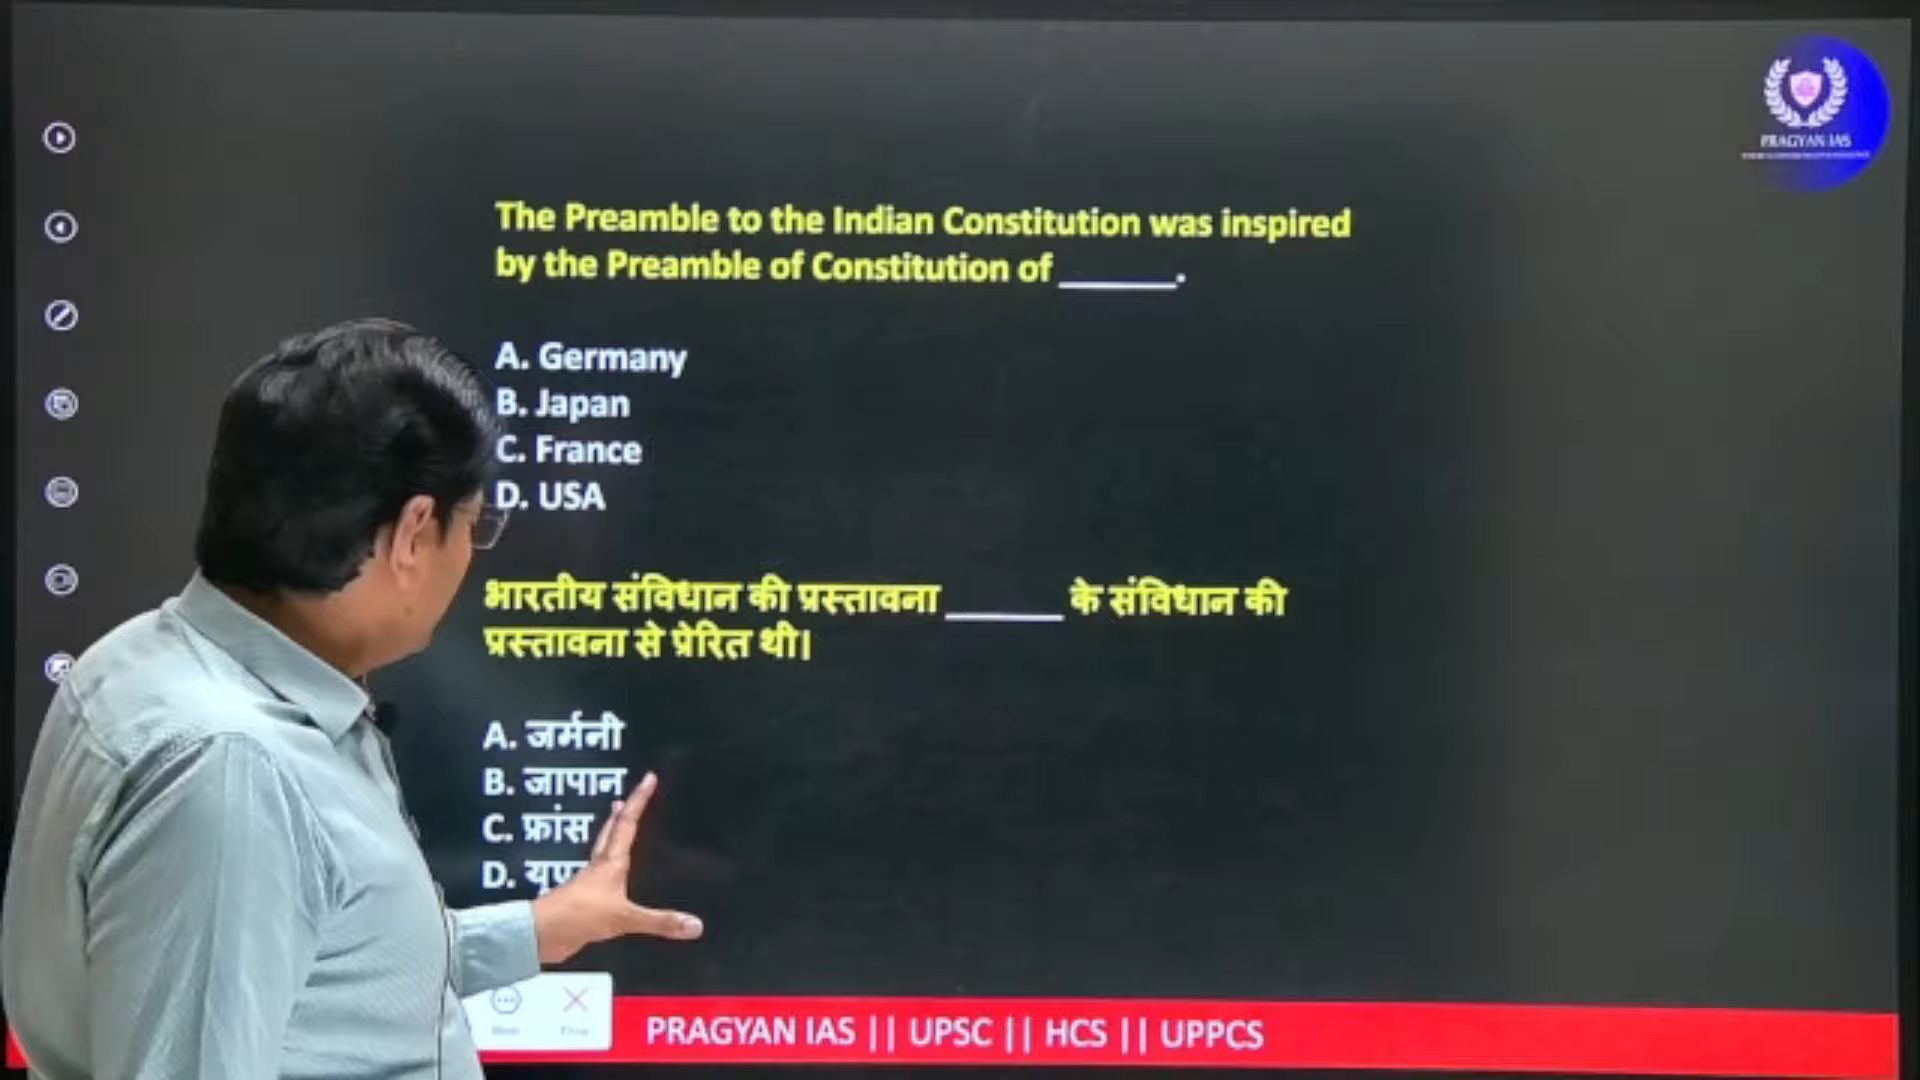 PRAGYAN IAS
The Preamble to the Indian Constitution was inspired
by the Preamble of Constitution of ______.
A. Germany
B. Japan
C. France
D. USA
भारतीय संविधान की प्रस्तावना ______ के संविधान की
प्रस्तावना से प्रेरित थी।
A. जर्मनी
B. जापान
C. फ्रांस
D.
PRAGYAN IAS || UPSC || HCS || UPPCS